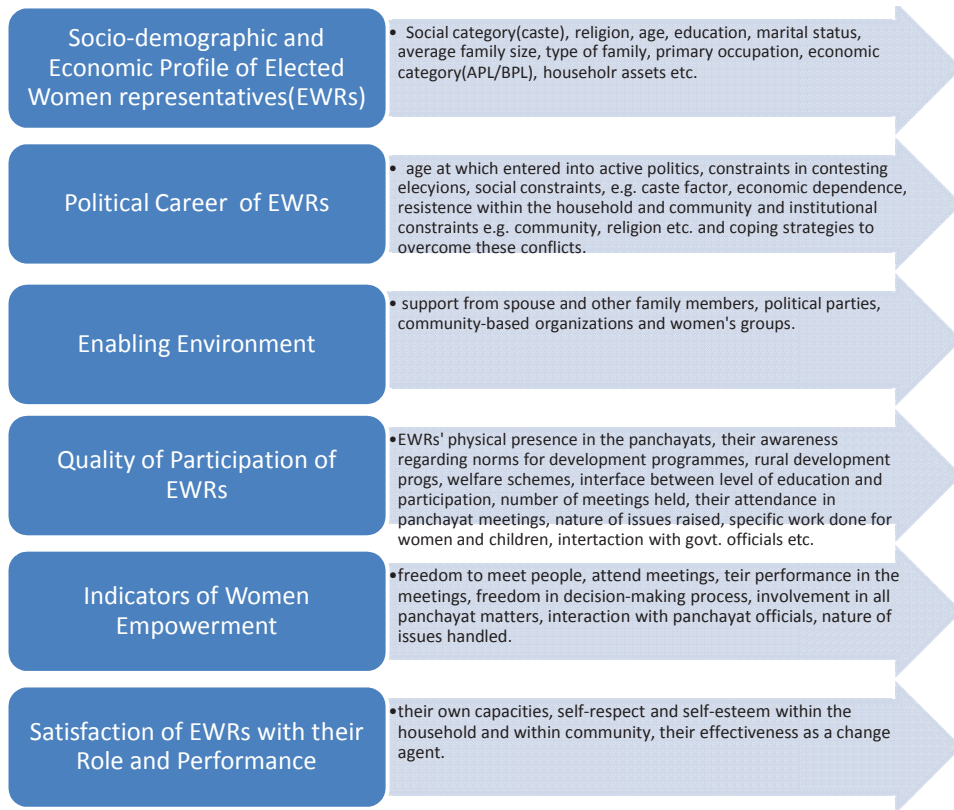 Socio-demographic and
Economic Profile of Elected
Women representatives(EWRs)
• Social category(caste), religion, age, education, marital status,
average family size, type of family, primary occupation, economic
category(APL/BPL), househoIr assets etc.
Political Career of EWRs
• age at which entered into active politics, constraints in contesting
elecyions, social constraints, e.g. caste factor, economic dependence,
resistence within the household and community and institutional
constraints e.g. community, religion etc. and coping strategies to
overcome these conflicts.
Enabling Environment
• support from spouse and other family members, political parties,
community-based organizations and women's groups.
Quality of Participation of
EWRs
•EWRs' physical presence in the panchayats, their awareness
regarding norms for development programmes, rural development
progs, welfare schemes, interface between level of education and
participation, number of meetings held, their attendance in
panchayat meetings, nature of issues raised, specific work done for
women and children, intertaction with govt. officials etc.
Indicators of Women
Empowerment
•freedom to meet people, attend meetings, teir performance in the
meetings, freedom in decision-making process, involvement in all
panchayat matters, interaction with panchayat officials, nature of
issues handled.
Satisfaction of EWRs with their
Role and Performance
•their own capacities, self-respect and self-esteem within the
household and within community, their effectiveness as a change
agent.